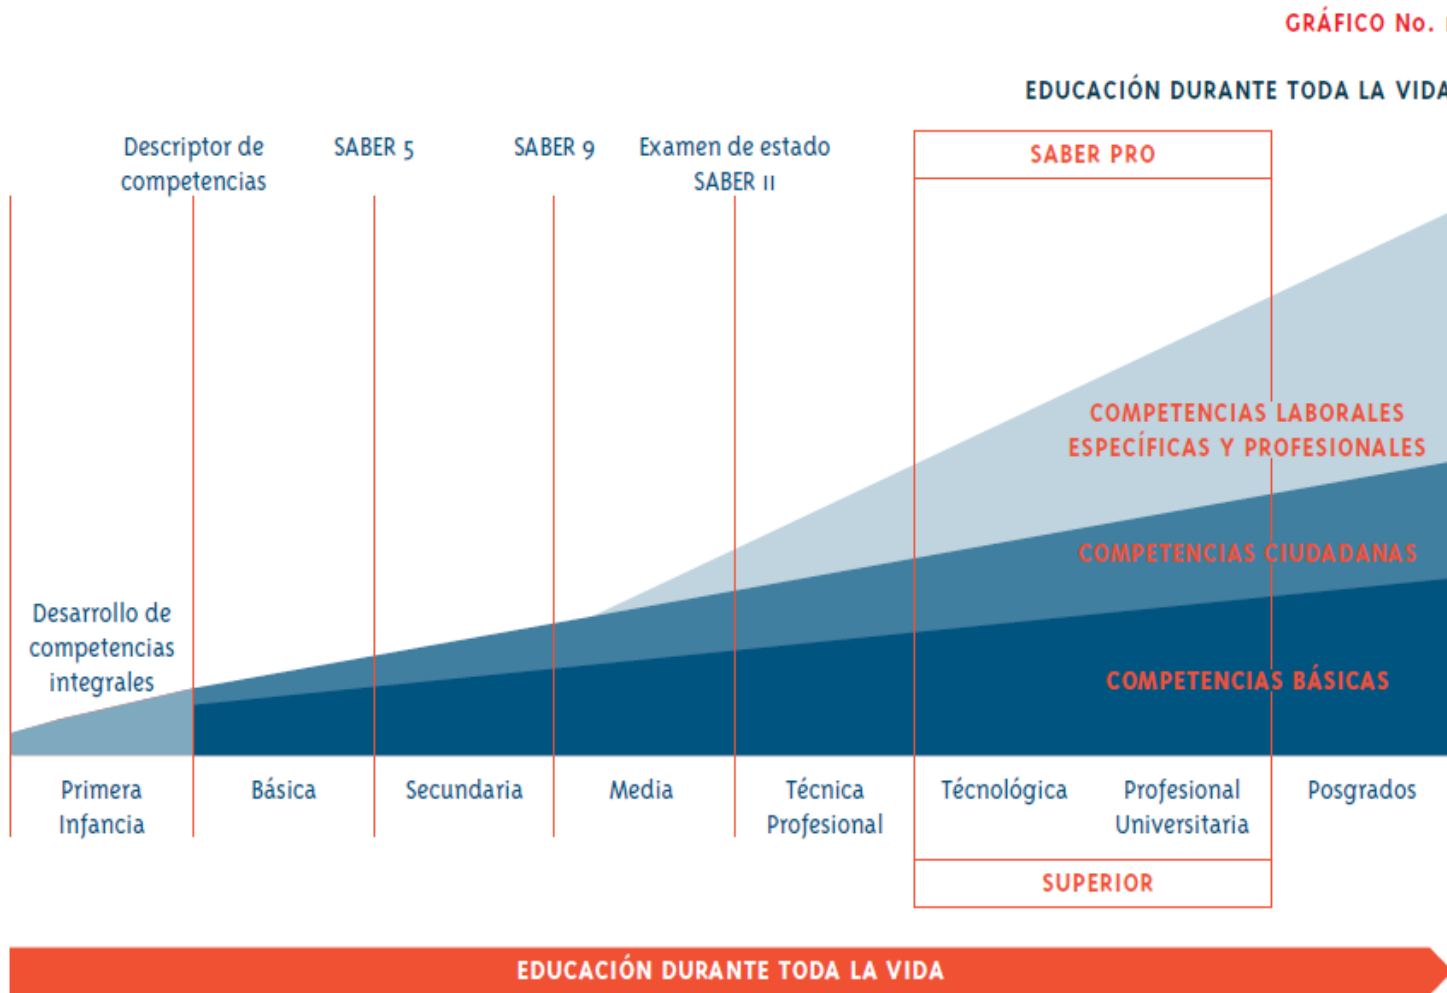 GRÁFICO No. 1
EDUCACIÓN DURANTE TODA LA VIDA
Descriptor de
competencias
SABER 5
SABER 9
Examen de estado
SABER 11
SABER PRO
COMPETENCIAS LABORALES
ESPECÍFICAS Y PROFESIONALES
COMPETENCIAS CIUDADANAS
COMPETENCIAS BÁSICAS
Desarrollo de
competencias
integrales
Primera
Infancia
Básica
Secundaria
Media
Técnica
Profesional
Técnológica
Profesional
Universitaria
Posgrados
SUPERIOR
EDUCACIÓN DURANTE TODA LA VIDA